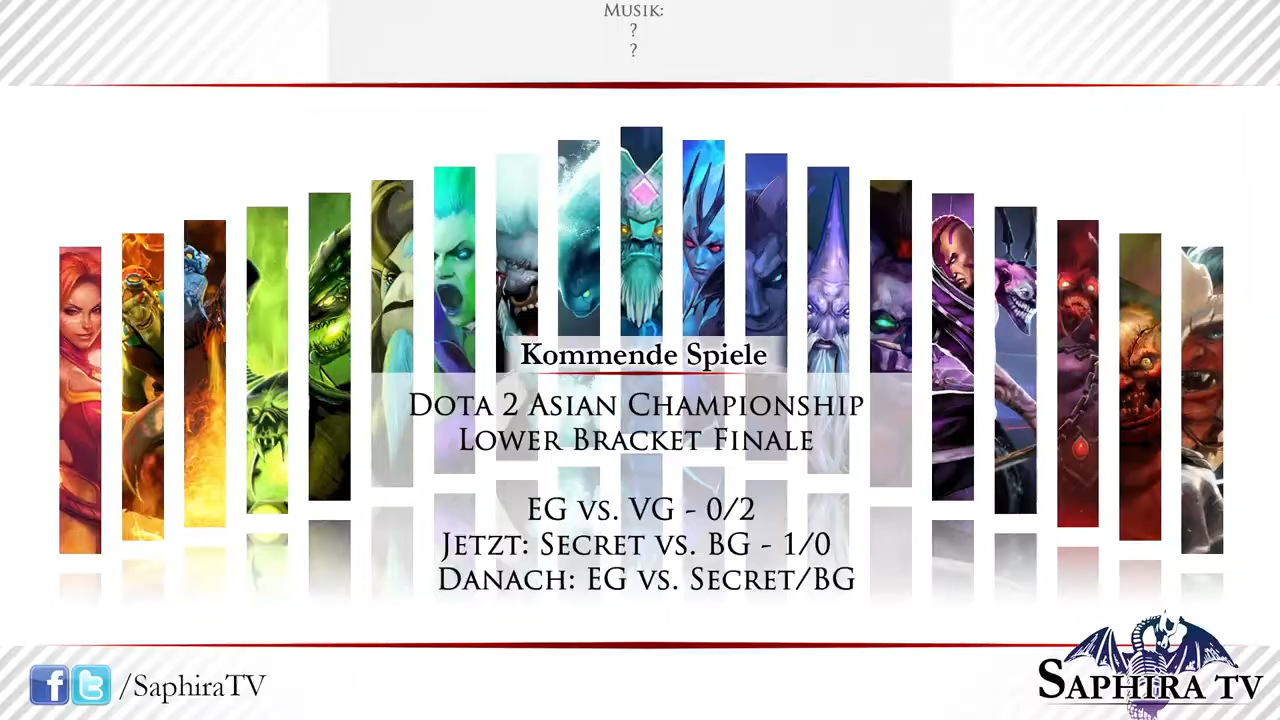 Musik:
?
?
Kommende Spiele
Dota 2 Asian Championship
Lower Bracket Finale
EG vs. VG - 0/2
Jetzt: Secret vs. BG - 1/0
Danach: EG vs. Secret/BG
/SaphiraTV
Saphira TV